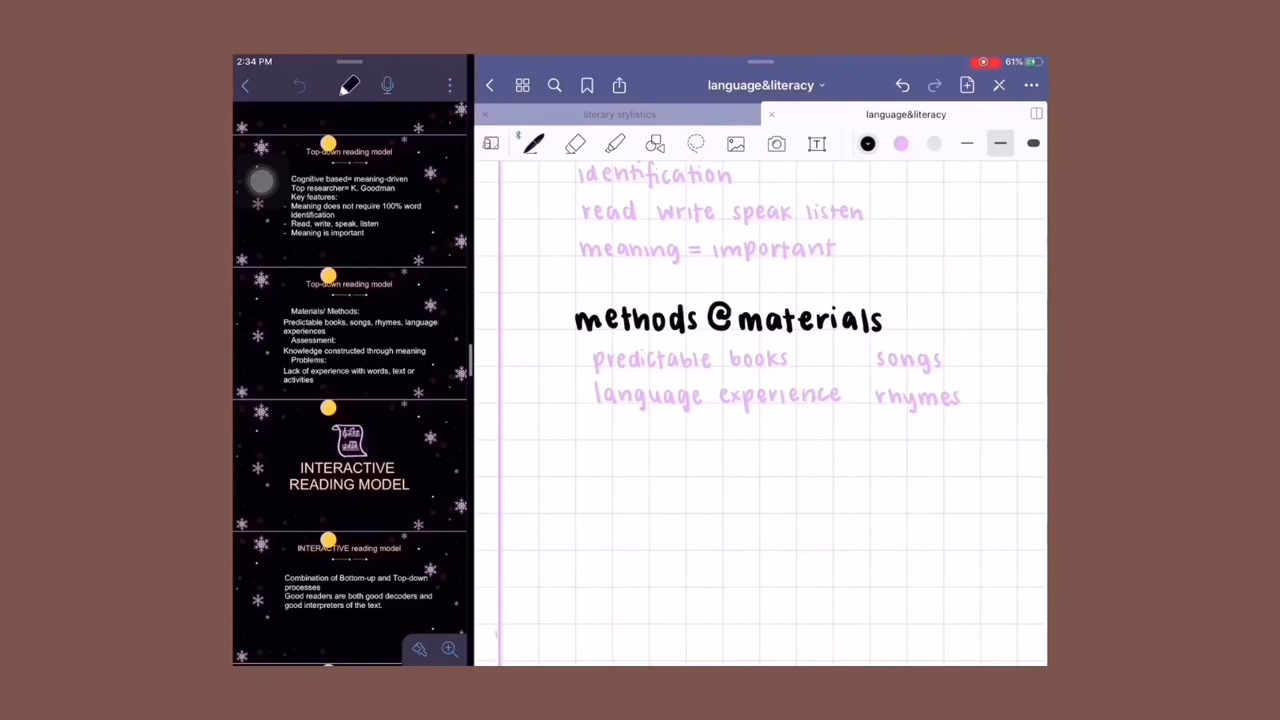 2:34 PM
61%
language&literacy
literary stylistics
language&literacy
Top-down reading model
Cognitive based= meaning-driven
Top researcher= K. Goodman
Key features:
- Meaning does not require 100% word
identification
- Read, write, speak, listen
- Meaning is important
Top-down reading model
Materials/ Methods:
Predictable books, songs, rhymes, language
experiences
Assessment:
Knowledge constructed through meaning
Problems:
Lack of experience with words, text or
activities
INTERACTIVE
READING MODEL
INTERACTIVE reading model
Combination of Bottom-up and Top-down
processes
Good readers are both good decoders and
good interpreters of the text.
identification
read write speak listen
meaning = important
methods @ materials
predictable books songs
language experience rhymes